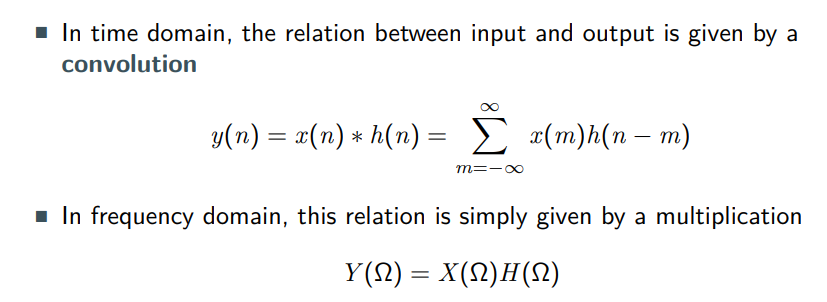 ■ In time domain, the relation between input and output is given by a
convolution
y(n) = x(n) ∗ h(n) = ∑_{m=−∞}^{∞} x(m)h(n − m)
■ In frequency domain, this relation is simply given by a multiplication
Y(Ω) = X(Ω)H(Ω)